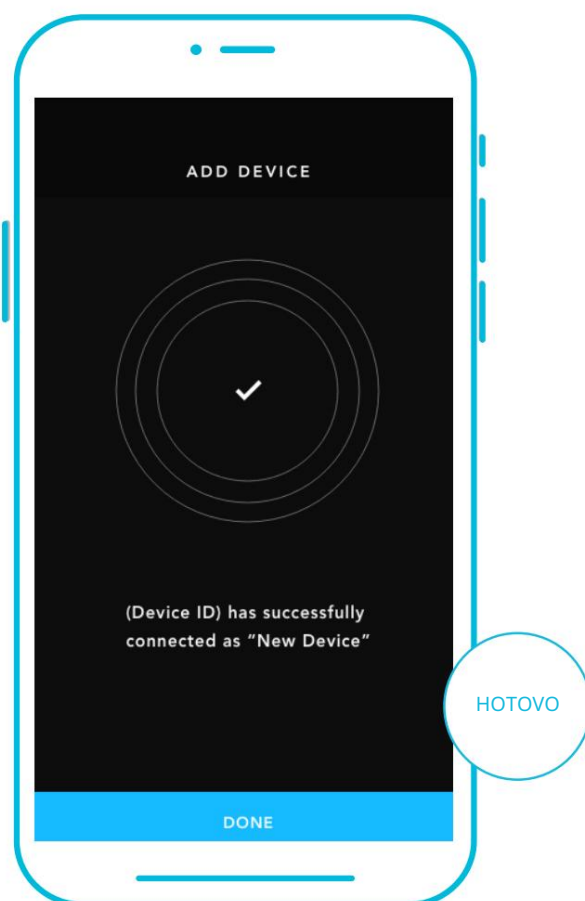 ADD DEVICE
(Device ID) has successfully
connected as “New Device”
HOTOVO
DONE